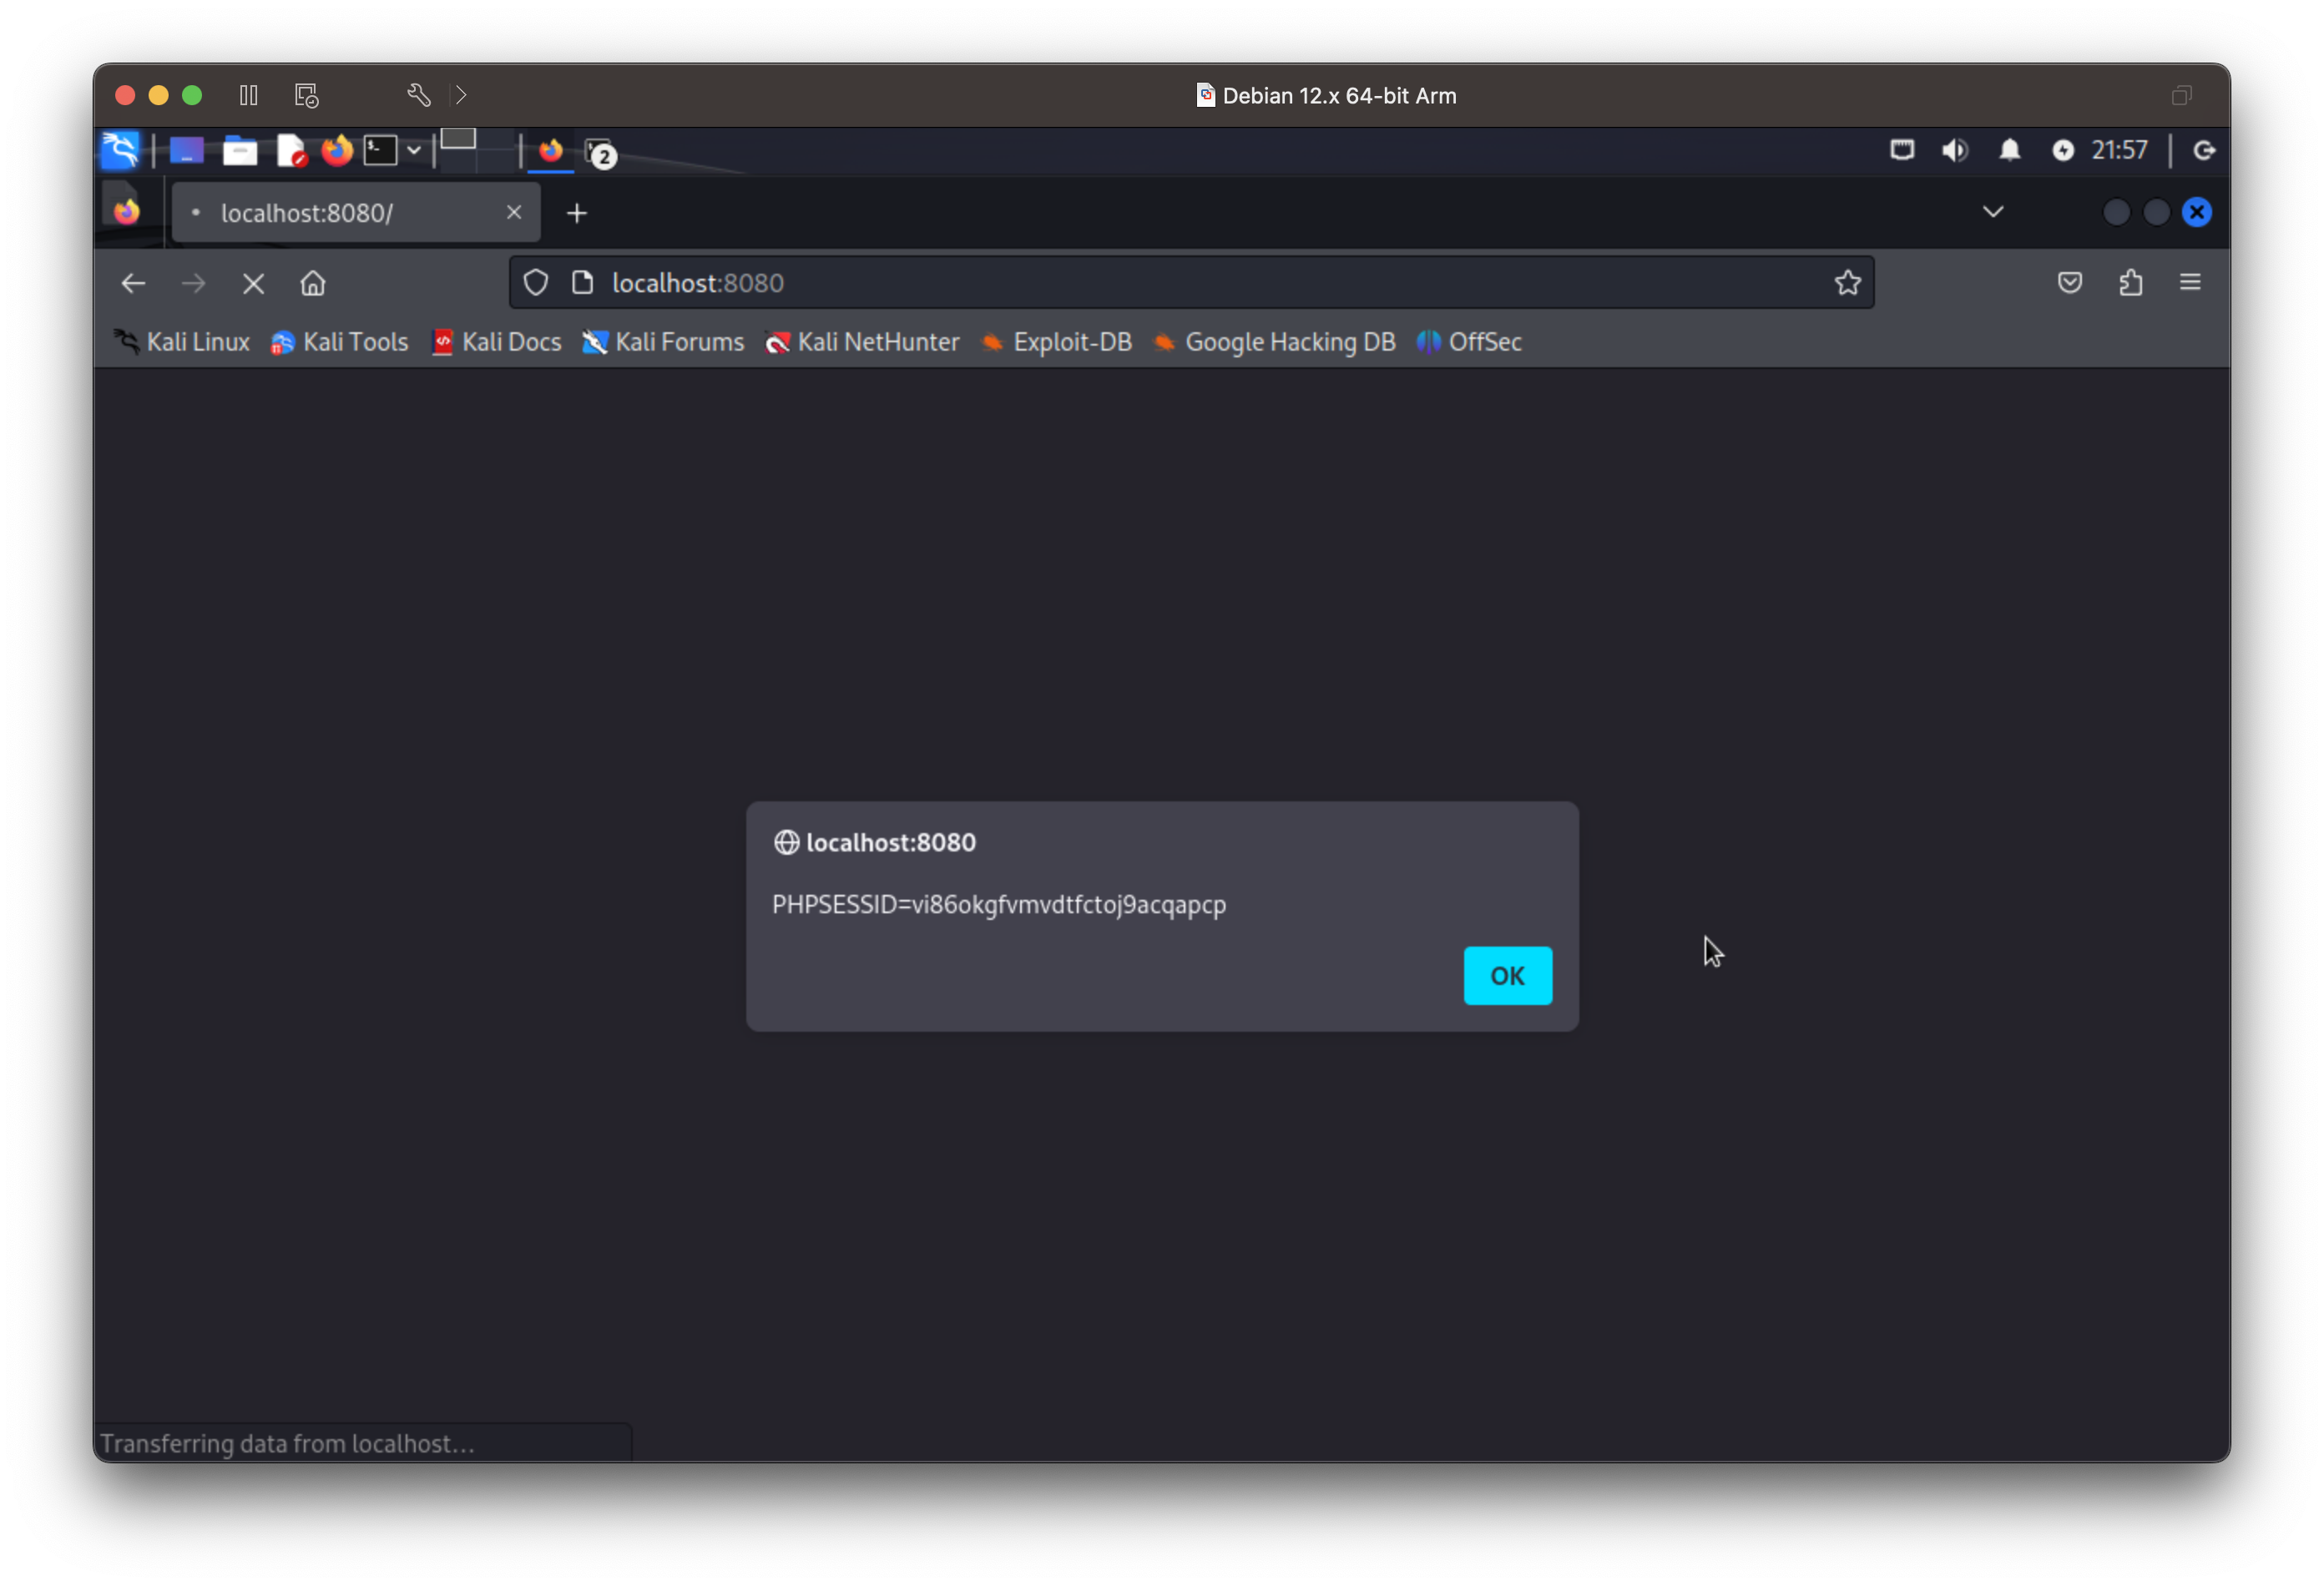 Debian 12.x 64-bit Arm
2
21:57
localhost:8080/
localhost:8080
Kali Linux Kali Tools Kali Docs Kali Forums Kali NetHunter Exploit-DB Google Hacking DB OffSec
localhost:8080
PHPSESSID=vi86okgfvmvdtfctoj9acqapcp
OK
Transferring data from localhost…